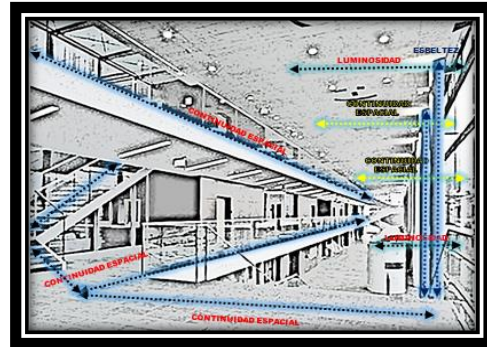 ESBELTEZ
LUMINOSIDAD
CONTINUIDAD
ESPACIAL
CONTINUIDAD ESPACIAL
CONTINUIDAD
ESPACIAL
LUMINOSIDAD
CONTINUIDAD ESPACIAL
CONTINUIDAD ESPACIAL